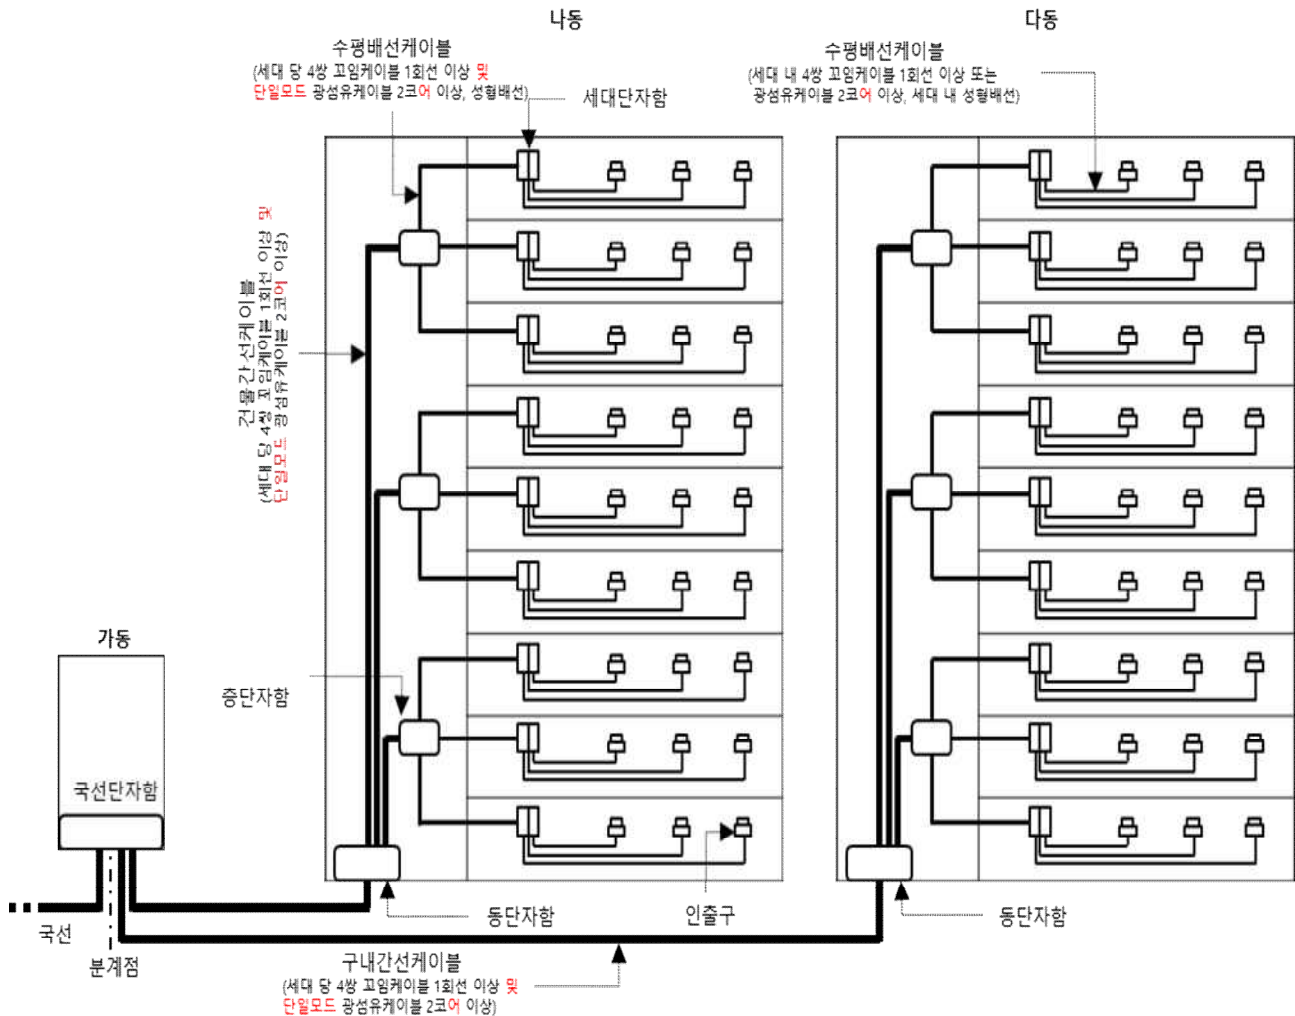 나동
다동
수평배선케이블
(세대 당 4쌍 꼬임케이블 1회선 이상 및
단일모드 광섬유케이블 2코어 이상, 성형배선)
세대단자함
수평배선케이블
(세대 내 4쌍 꼬임케이블 1회선 이상 또는
광섬유케이블 2코어 이상, 세대 내 성형배선)
건물간선케이블
(세대 당 4쌍 꼬임케이블 1회선 이상 및
단일모드 광섬유케이블 2코어 이상)
가동
층단자함
국선단자함
국선
분계점
동단자함
인출구
동단자함
구내간선케이블
(세대 당 4쌍 꼬임케이블 1회선 이상 및
단일모드 광섬유케이블 2코어 이상)